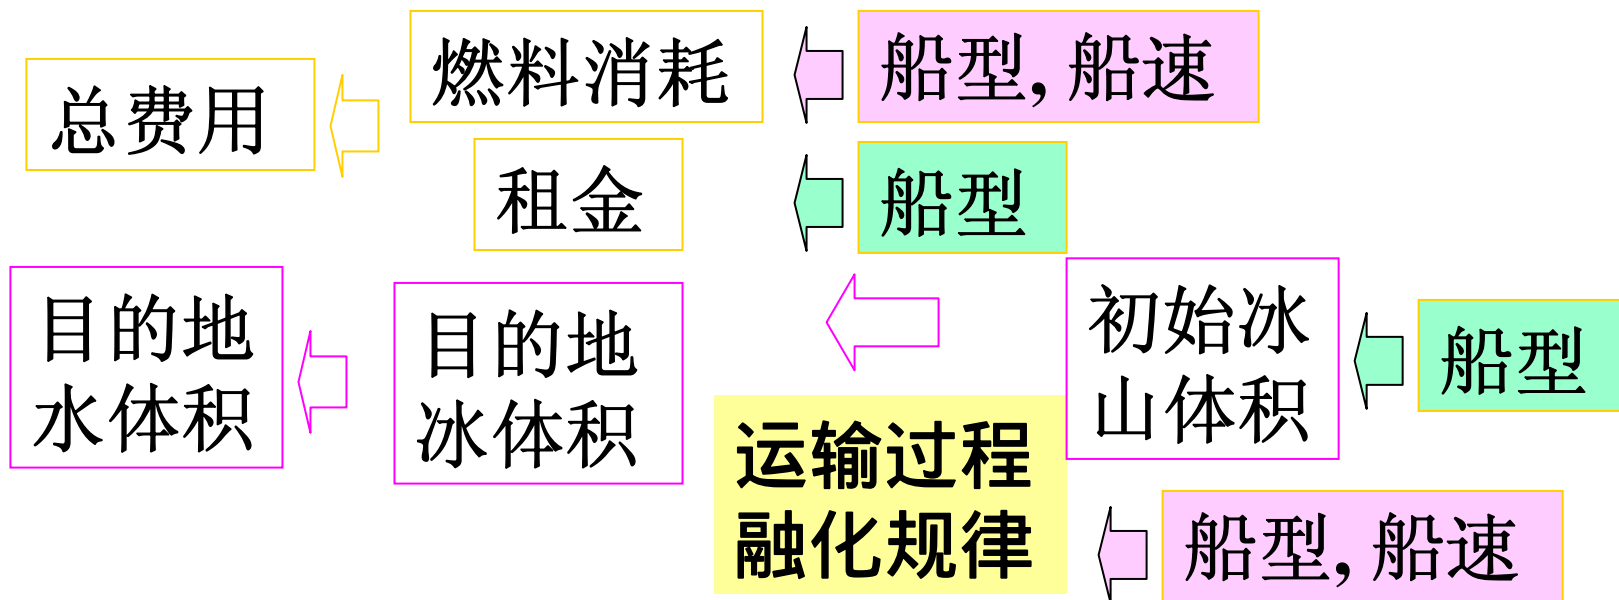 总费用
燃料消耗
船型,船速
租金
船型
目的地
水体积
目的地
冰体积
初始冰
山体积
船型
运输过程
融化规律
船型,船速